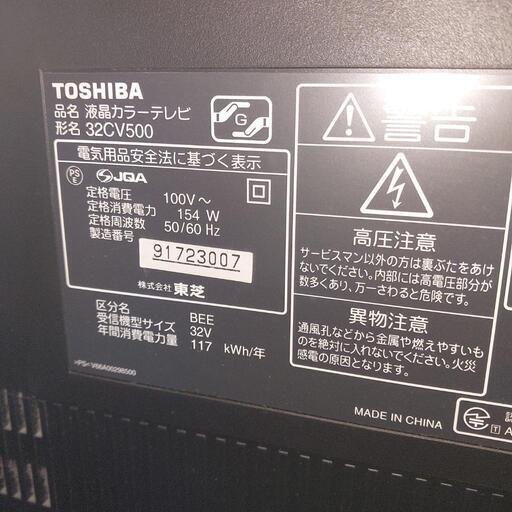 TOSHIBA
品名 液晶カラーテレビ
形名 32CV500
G
電気用品安全法に基づく表示
PS
E
JQA
定格電圧 100V～
定格消費電力 154 W
定格周波数 50/60 Hz
製造番号
91723007
株式会社 東芝
区分名 BEE
受信機型サイズ 32V
年間消費電力量 117 kWh/年
警告
高圧注意
サービスマン以外の方は裏ぶたをあけ
ないでください。内部には高電圧部分が
数多くあり、万一さわると危険です。
異物注意
通風孔などから金属や燃えやすいも
のを絶対に入れないでください。火災
感電の原因となります。
MADE IN CHINA
T A